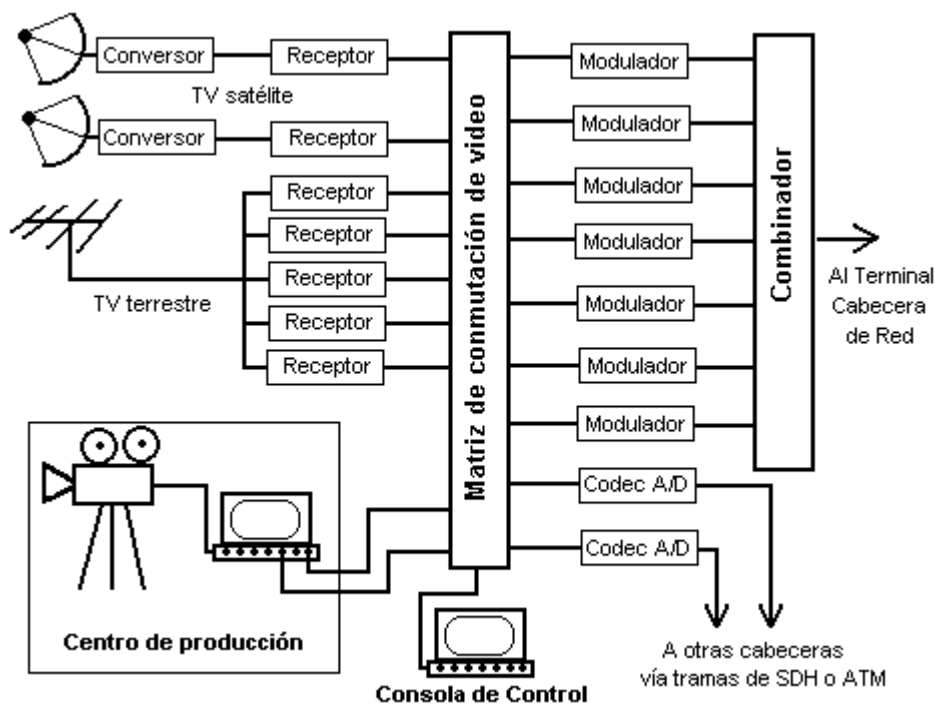 Conversor
Receptor
TV satélite
Conversor
Receptor
Receptor
Receptor
Receptor
Receptor
Receptor
TV terrestre
Matriz de conmutación de video
Modulador
Modulador
Modulador
Modulador
Modulador
Modulador
Modulador
Codec A/D
Codec A/D
Combinador
Al Terminal
Cabecera
de Red
Centro de producción
Consola de Control
A otras cabeceras
vía tramas de SDH o ATM